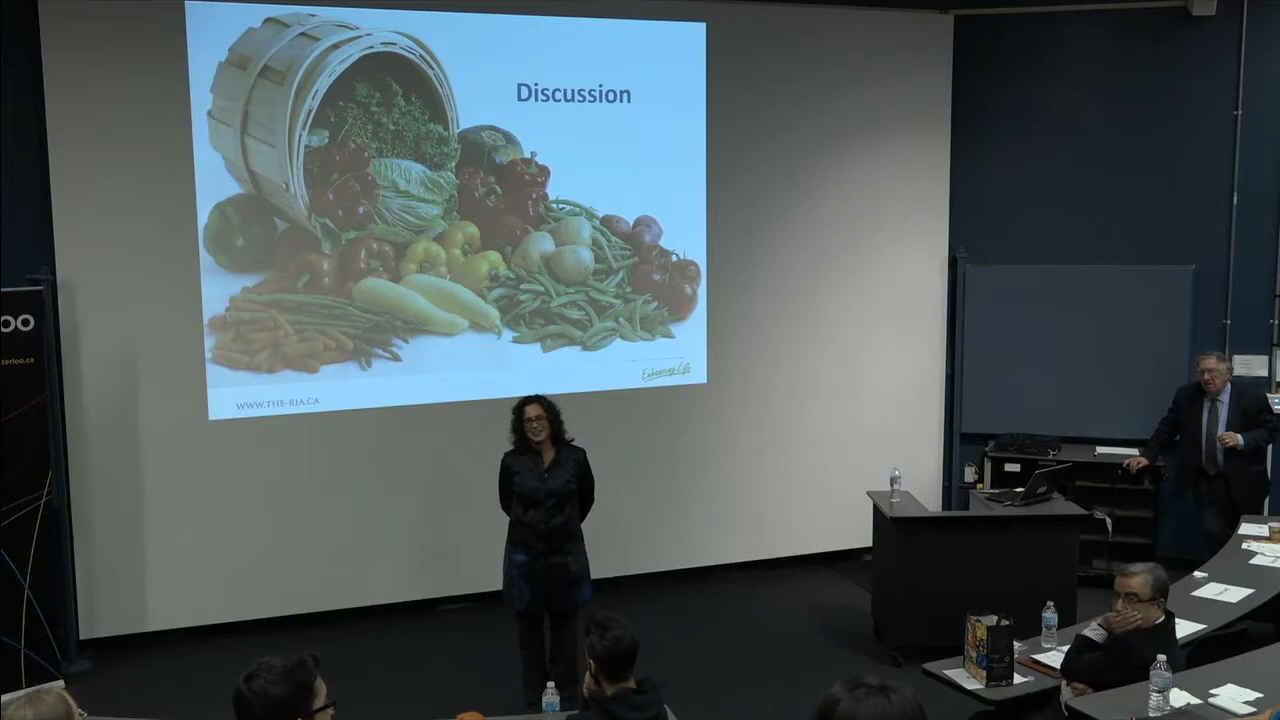 Discussion
oo
terloo.ca
Enhancing Life
WWW.THE-RIA.CA